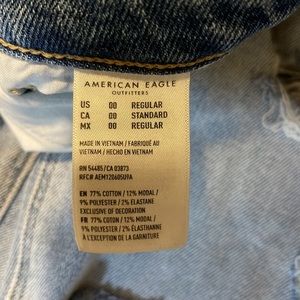 AMERICAN EAGLE
OUTFITTERS
US 00 REGULAR
CA 00 STANDARD
MX 00 REGULAR
MADE IN VIETNAM / FABRIQUÉ AU
VIETNAM / HECHO EN VIETNAM
RN 54485/CA 03873
RFC# AEM120605U9A
EN 77% COTTON / 12% MODAL /
9% POLYESTER / 2% ELASTANE
EXCLUSIVE OF DECORATION
FR 77% COTON / 12% MODAL /
9% POLYESTER / 2% ÉLASTHANNE
À L'EXCEPTION DE LA GARNITURE